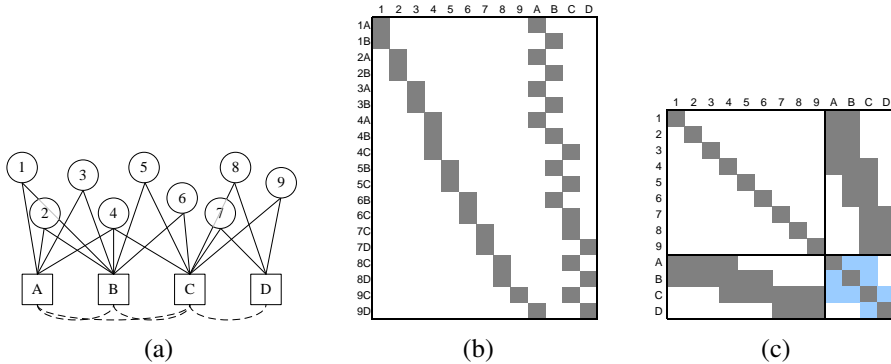 1 2 3 4 5 6 7 8 9 A B C D
1A
1B
2A
2B
3A
3B
4A
4B
4C
5B
5C
6B
6C
7C
7D
8C
8D
9C
9D
1 2 3 4 5 6 7 8 9 A B C D
1
2
3
4
5
6
7
8
9
A
B
C
D
1 3 5 8 9
2 4 6 7
A B C D
(a) (b) (c)